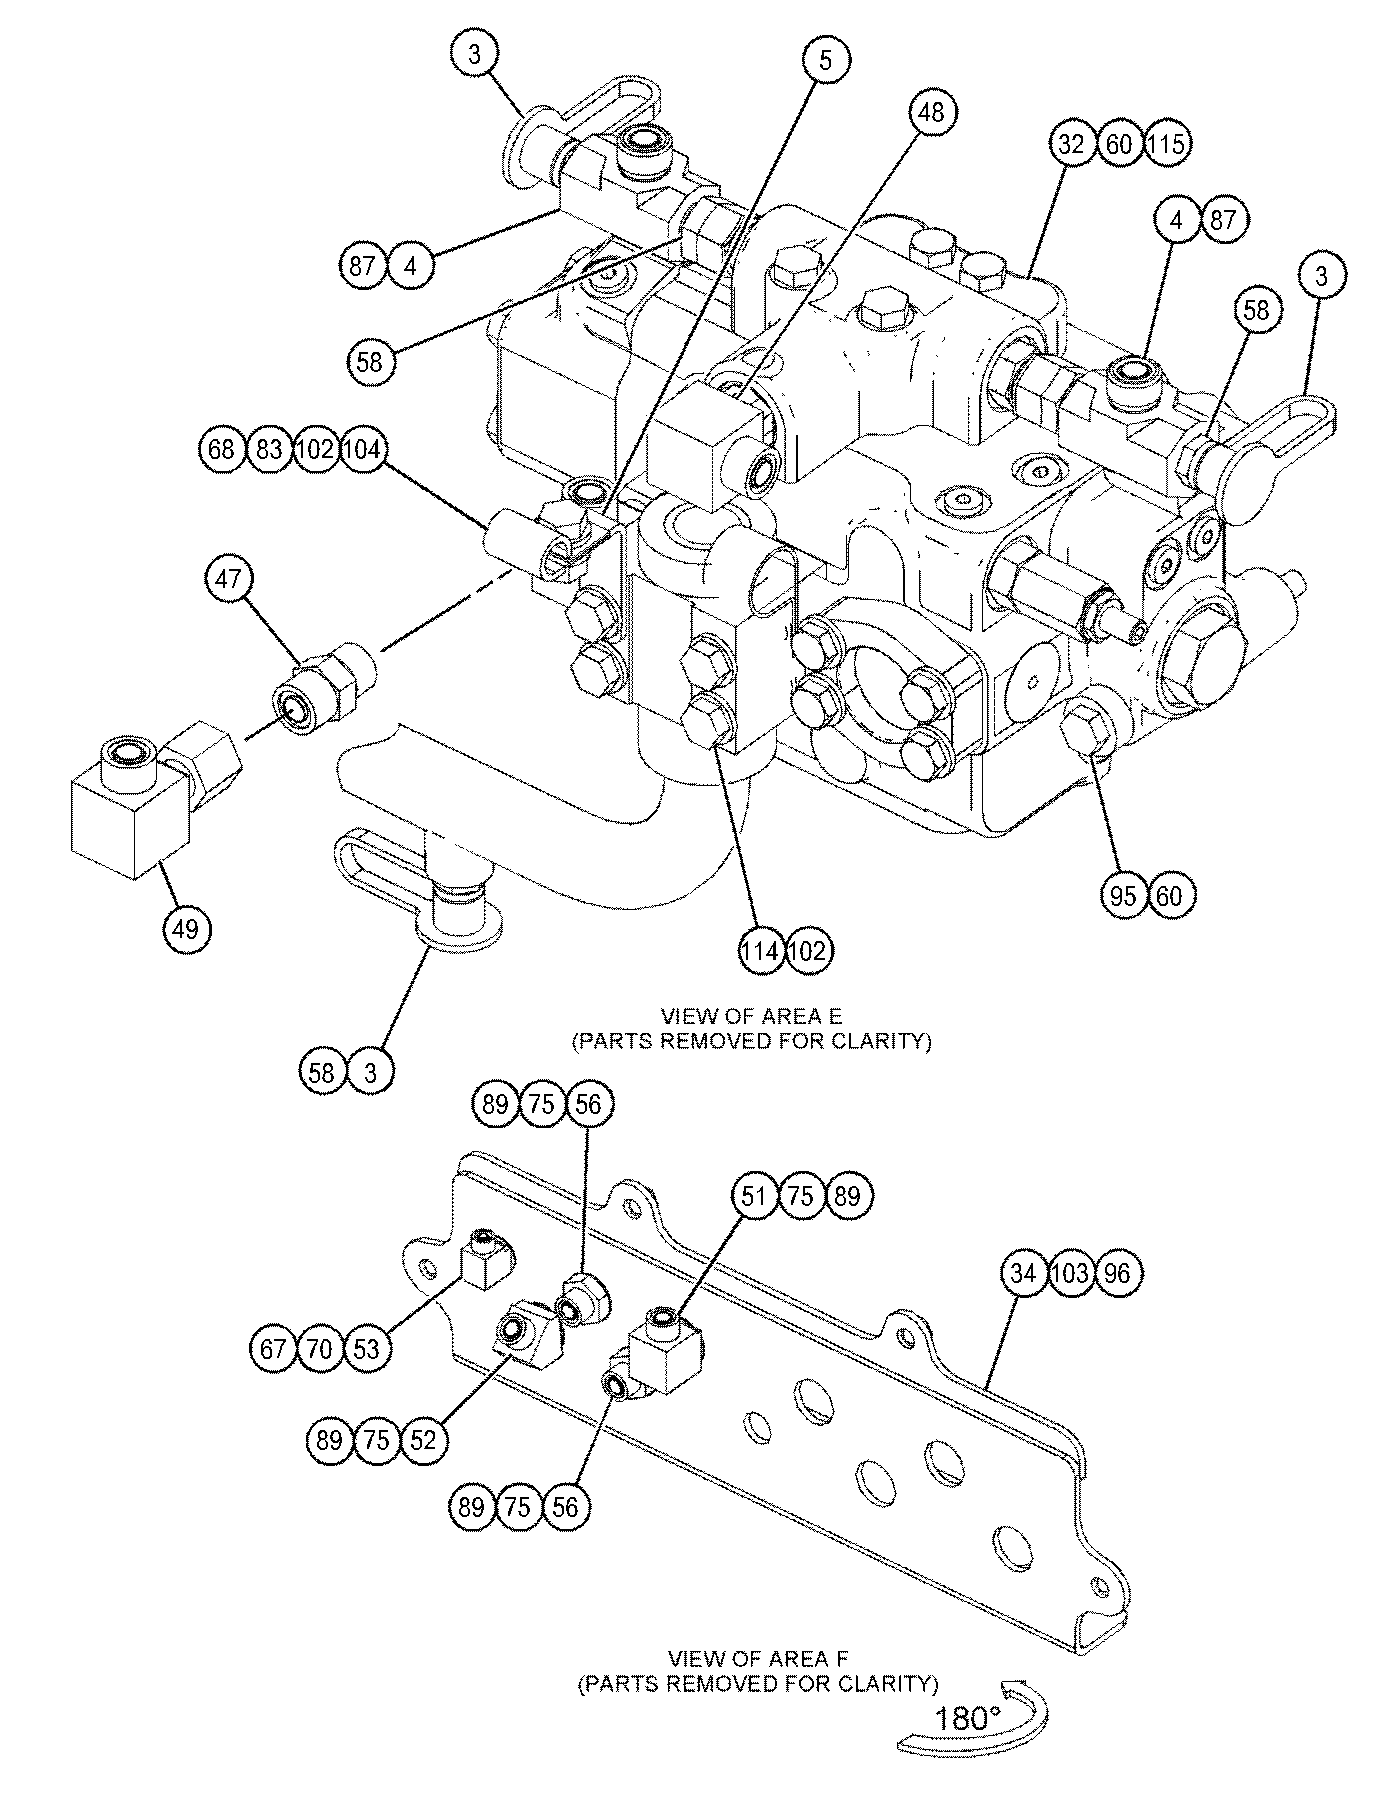 3
5
48
32 60 115
4 87
87 4
3
58
58
68 83 102 104
47
95 60
49
114 102
VIEW OF AREA E
(PARTS REMOVED FOR CLARITY)
58 3
89 75 56
51 75 89
34 103 96
67 70 53
89 75 52
89 75 56
VIEW OF AREA F
(PARTS REMOVED FOR CLARITY)
180°